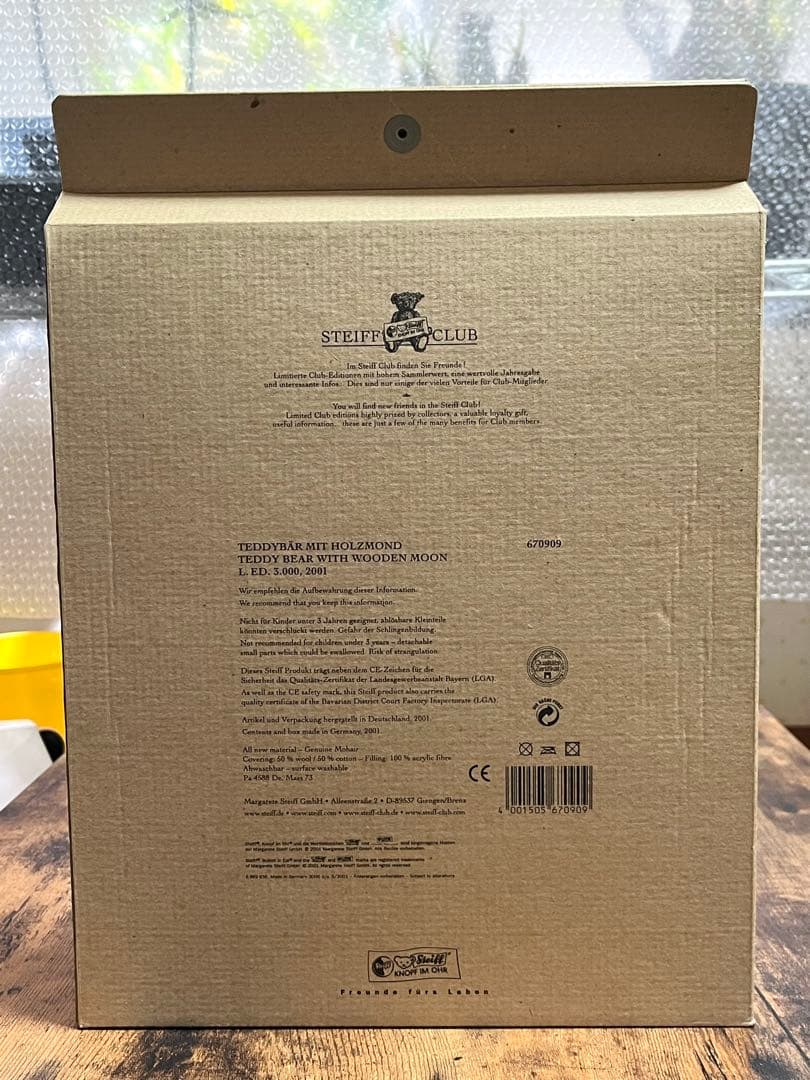 STEIFF CLUB
Im Steiff Club finden Sie Freunde!
Limitierte Club-Editionen mit hohem Sammlerwert, eine wertvolle Jahresgabe
und interessante Infos. Dies sind nur einige der vielen Vorteile für Club-Mitglieder.
You will find new friends in the Steiff Club!
Limited Club editions highly prized by collectors, a valuable loyalty gift,
useful information... these are just a few of the many benefits for Club members.
TEDDYBÄR MIT HOLZMOND 670909
TEDDY BEAR WITH WOODEN MOON
L. ED. 3.000, 2001
Wir empfehlen die Aufbewahrung dieser Information.
We recommend that you keep this information.
Nicht für Kinder unter 3 Jahren geeignet, ablösbare Kleinteile
könnten verschluckt werden. Gefahr der Schlingenbildung.
Not recommended for children under 3 years – detachable
small parts which could be swallowed. Risk of strangulation.
Dieses Steiff Produkt trägt neben dem CE-Zeichen für die
Sicherheit das Qualitäts-Zertifikat der Landesgewerbeanstalt Bayern (LGA).
As well as the CE safety mark, this Steiff product also carries the
quality certificate of the Bavarian District Court Factory Inspectorate (LGA).
Qualitäts-
Zertifikat
Artikel und Verpackung hergestellt in Deutschland, 2001.
Contents and box made in Germany, 2001.
All new material – Genuine Mohair
Covering: 50 % wool / 50 % cotton – Filling: 100 % acrylic fibre
Abwaschbar – surface washable
Pa 4588 De, Mass 73
CE
4 001505 670909
Margarete Steiff GmbH • Alleenstraße 2 • D-89537 Giengen/Brenz
www.steiff.de • www.steiff.com • www.steiff-club.de • www.steiff-club.com
Steiff
KNOPF IM OHR
Freunde fürs Leben